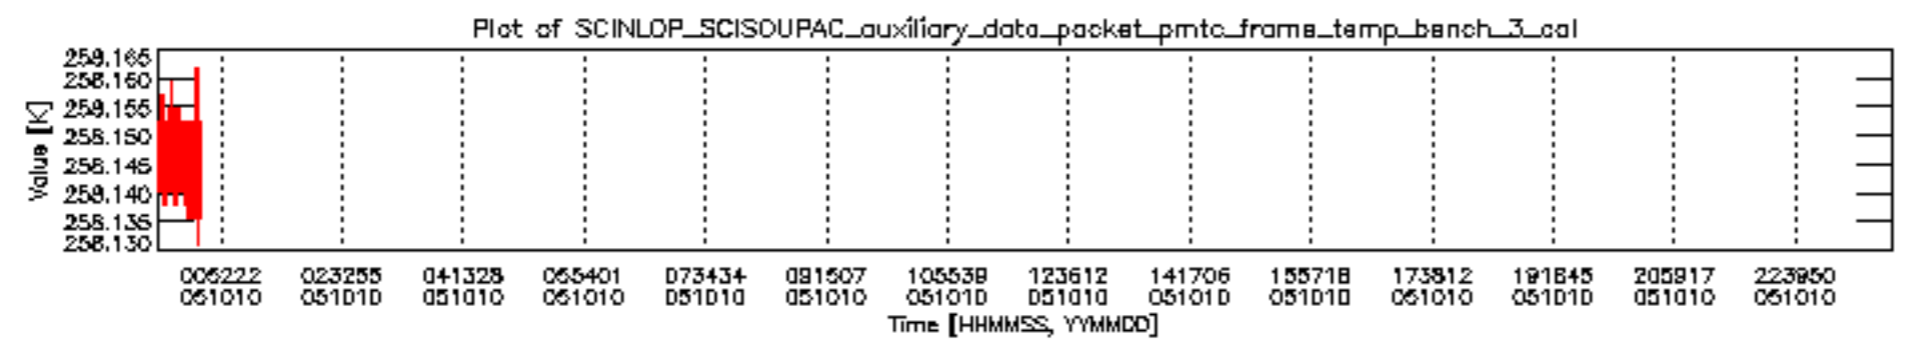 Plot of SCINLOP_SCISOUPAC_auxiliary_data_packet_pmtc_frame_temp_bench_3_cal
258.165
258.160
258.155
258.150
258.145
258.140
258.135
258.130
Value [K]
005222 023255 041328 055401 073434 091507 105539 123612 141706 155718 173812 191845 205917 223950
051010 051010 051010 051010 051010 051010 051010 051010 051010 051010 051010 051010 051010 051010
Time [HHMMSS, YYMMDD]